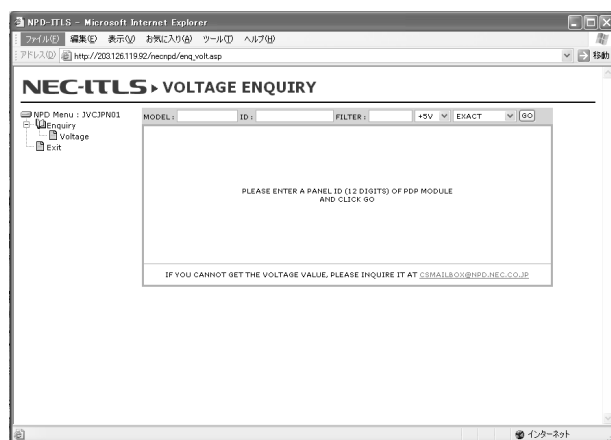 NPD-ITLS - Microsoft Internet Explorer
ファイル(F) 編集(E) 表示(V) お気に入り(A) ツール(T) ヘルプ(H)
アドレス(D) http://203.126.119.92/necnpd/enq_volt.asp 移動
NEC-ITLS VOLTAGE ENQUIRY
NPD Menu : JVCJPN01
Enquiry
Voltage
Exit
MODEL : ID : FILTER : +5V EXACT GO
PLEASE ENTER A PANEL ID (12 DIGITS) OF PDP MODULE
AND CLICK GO
IF YOU CANNOT GET THE VOLTAGE VALUE, PLEASE INQUIRE IT AT CSMAILBOX@NPD.NEC.CO.JP
インターネット